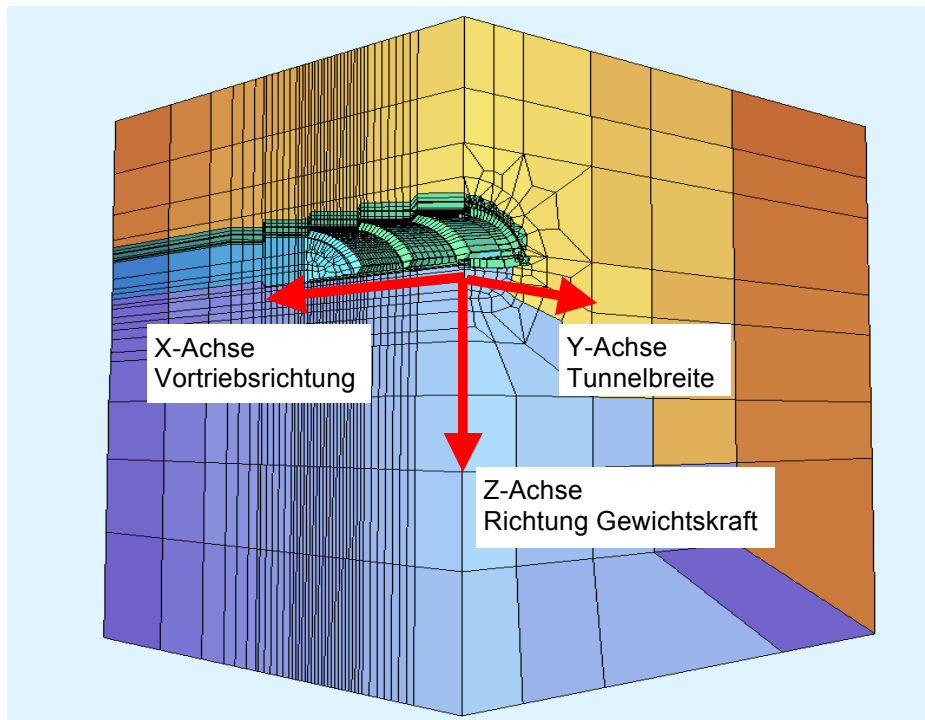 X-Achse
Vortriebsrichtung
Y-Achse
Tunnelbreite
Z-Achse
Richtung Gewichtskraft